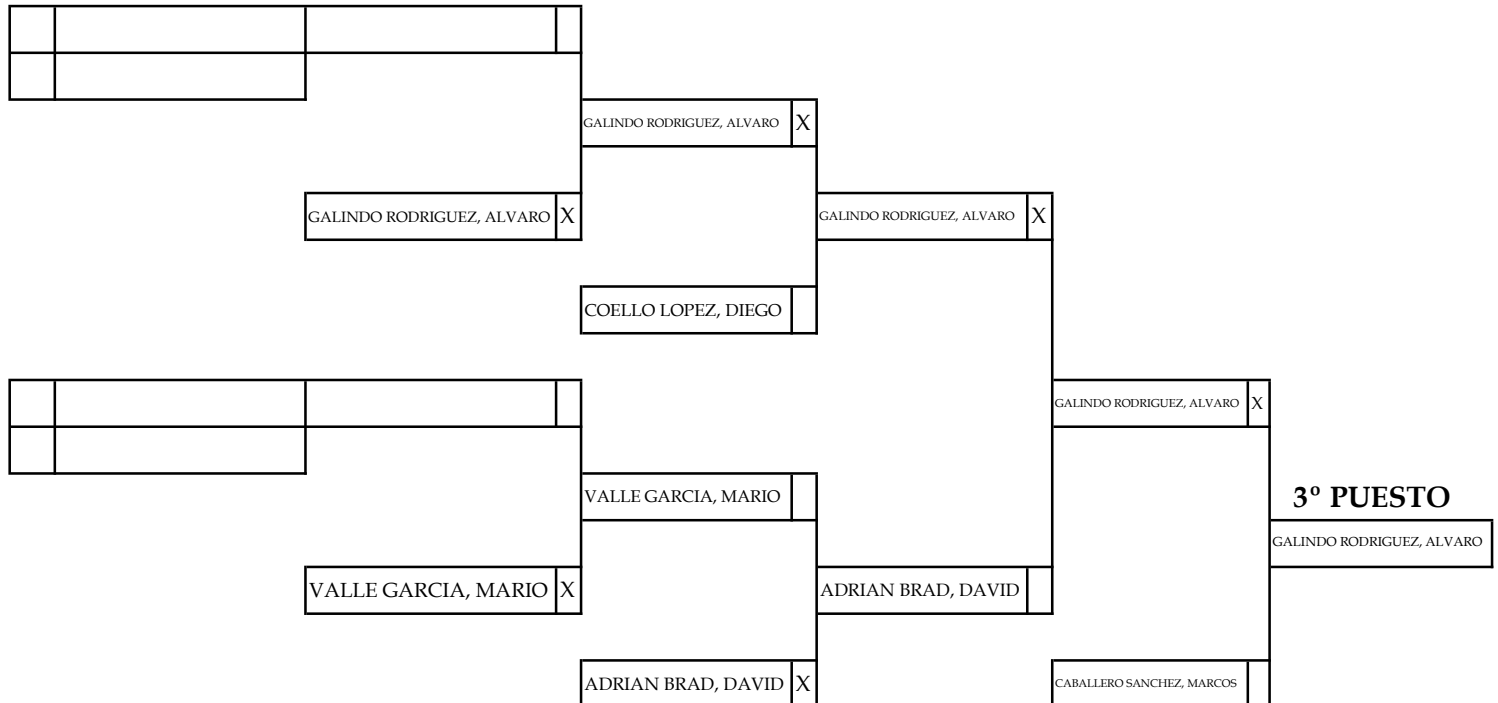 GALINDO RODRIGUEZ, ALVARO X
GALINDO RODRIGUEZ, ALVARO X
GALINDO RODRIGUEZ, ALVARO X
COELLO LOPEZ, DIEGO
GALINDO RODRIGUEZ, ALVARO X
VALLE GARCIA, MARIO
3º PUESTO
GALINDO RODRIGUEZ, ALVARO
VALLE GARCIA, MARIO X
ADRIAN BRAD, DAVID
ADRIAN BRAD, DAVID X
CABALLERO SANCHEZ, MARCOS